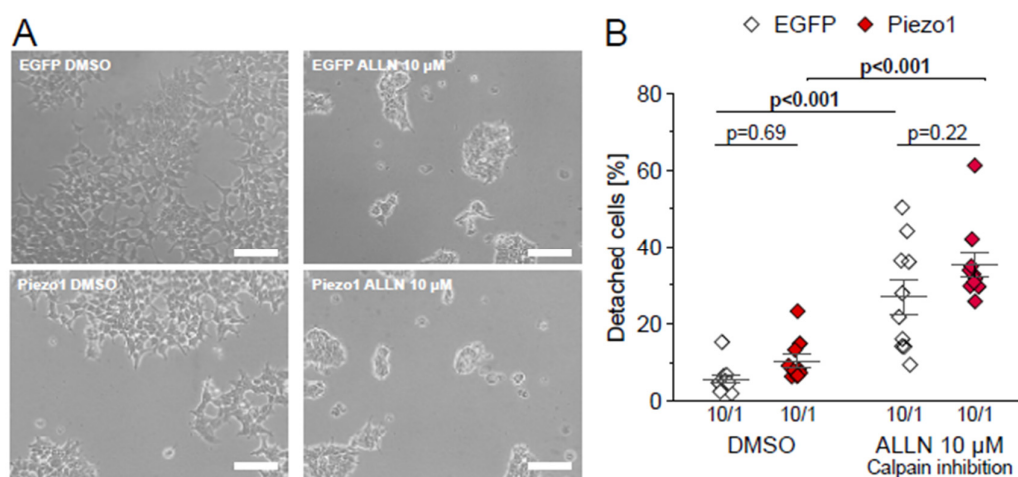 A
EGFP DMSO
EGFP ALLN 10 µM
Piezo1 DMSO
Piezo1 ALLN 10 µM
B
EGFP Piezo1
p<0.001
p<0.001
p=0.69
p=0.22
Detached cells [%]
80
60
40
20
0
10/1 10/1 10/1 10/1
DMSO
ALLN 10 µM
Calpain inhibition